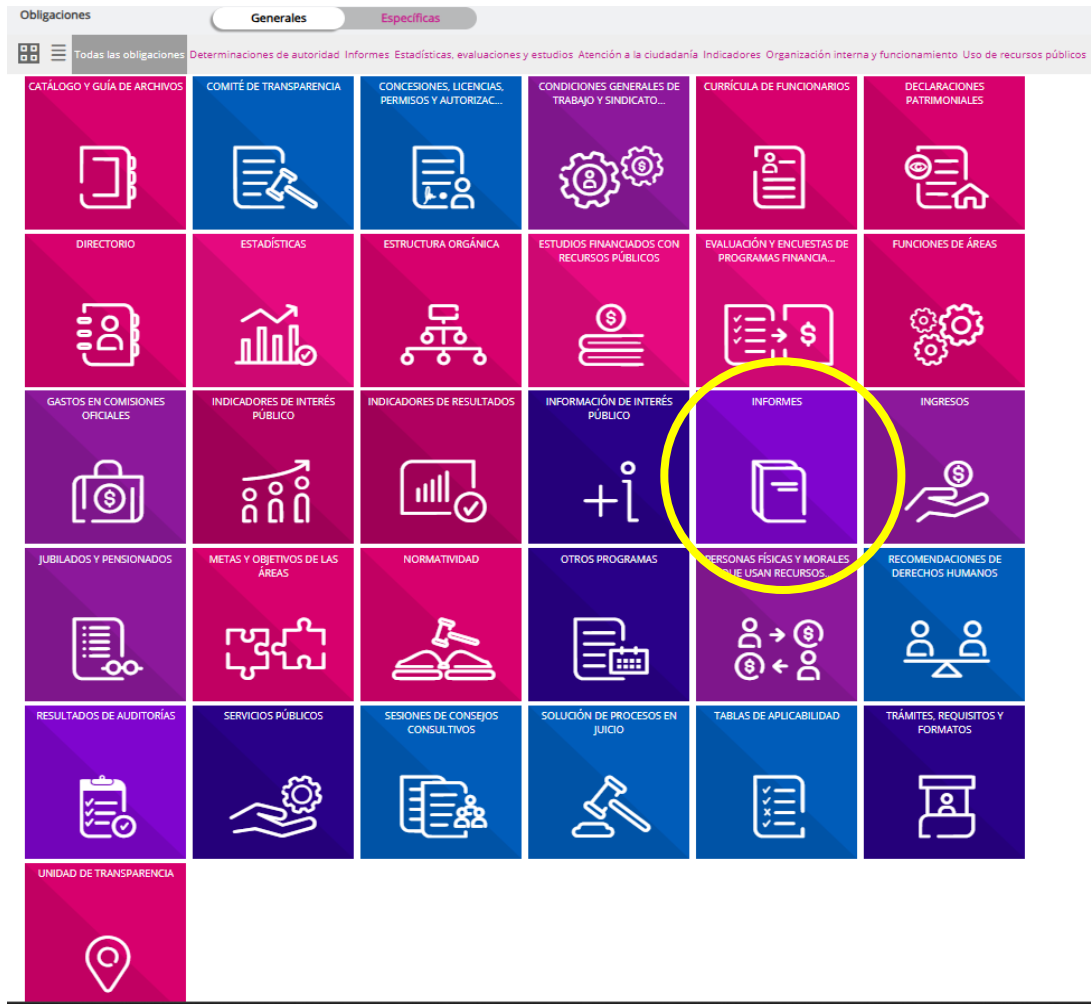 Obligaciones
Generales
Específicas
Todas las obligaciones Determinaciones de autoridad Informes Estadísticas, evaluaciones y estudios Atención a la ciudadanía Indicadores Organización interna y funcionamiento Uso de recursos públicos
CATÁLOGO Y GUÍA DE ARCHIVOS
COMITÉ DE TRANSPARENCIA
CONCESIONES, LICENCIAS,
PERMISOS Y AUTORIZAC...
CONDICIONES GENERALES DE
TRABAJO Y SINDICATO...
CURRÍCULA DE FUNCIONARIOS
DECLARACIONES
PATRIMONIALES
DIRECTORIO
ESTADÍSTICAS
ESTRUCTURA ORGÁNICA
ESTUDIOS FINANCIADOS CON
RECURSOS PÚBLICOS
EVALUACIÓN Y ENCUESTAS DE
PROGRAMAS FINANCIA...
FUNCIONES DE ÁREAS
GASTOS EN COMISIONES
OFICIALES
INDICADORES DE INTERÉS
PÚBLICO
INDICADORES DE RESULTADOS
INFORMACIÓN DE INTERÉS
PÚBLICO
INFORMES
INGRESOS
JUBILADOS Y PENSIONADOS
METAS Y OBJETIVOS DE LAS
ÁREAS
NORMATIVIDAD
OTROS PROGRAMAS
PERSONAS FÍSICAS Y MORALES
QUE USAN RECURSOS...
RECOMENDACIONES DE
DERECHOS HUMANOS
RESULTADOS DE AUDITORÍAS
SERVICIOS PÚBLICOS
SESIONES DE CONSEJOS
CONSULTIVOS
SOLUCIÓN DE PROCESOS EN
JUICIO
TABLAS DE APLICABILIDAD
TRÁMITES, REQUISITOS Y
FORMATOS
UNIDAD DE TRANSPARENCIA